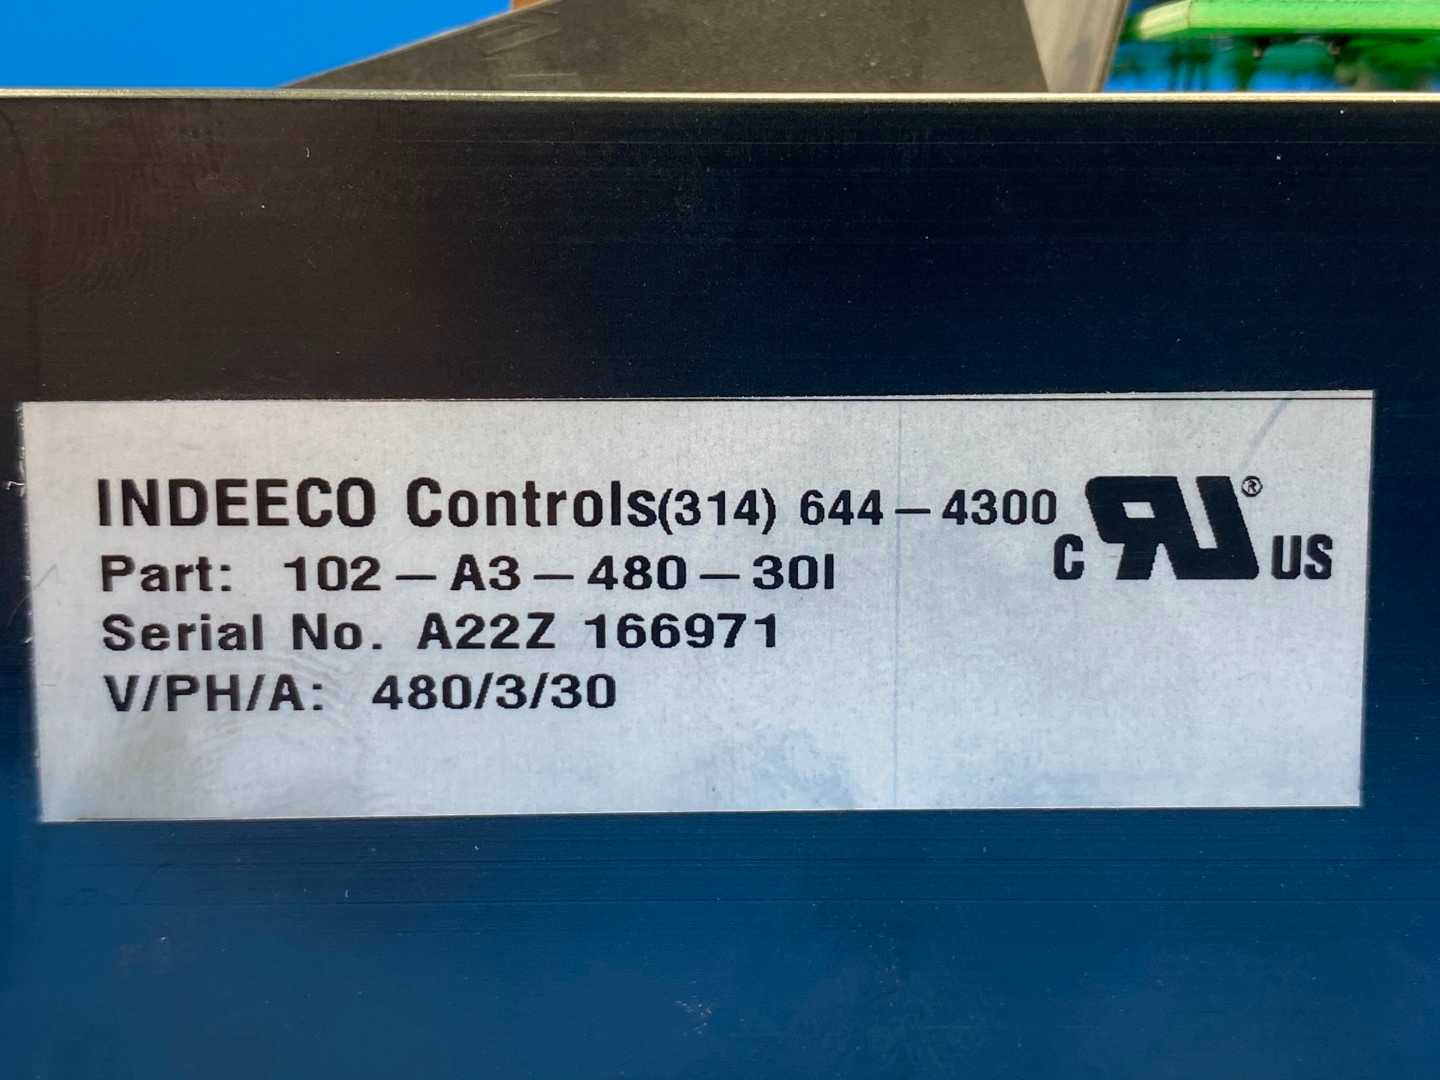 INDEECO Controls(314) 644-4300
Part: 102-A3-480-30I
Serial No. A22Z 166971
V/PH/A: 480/3/30
C RU® US